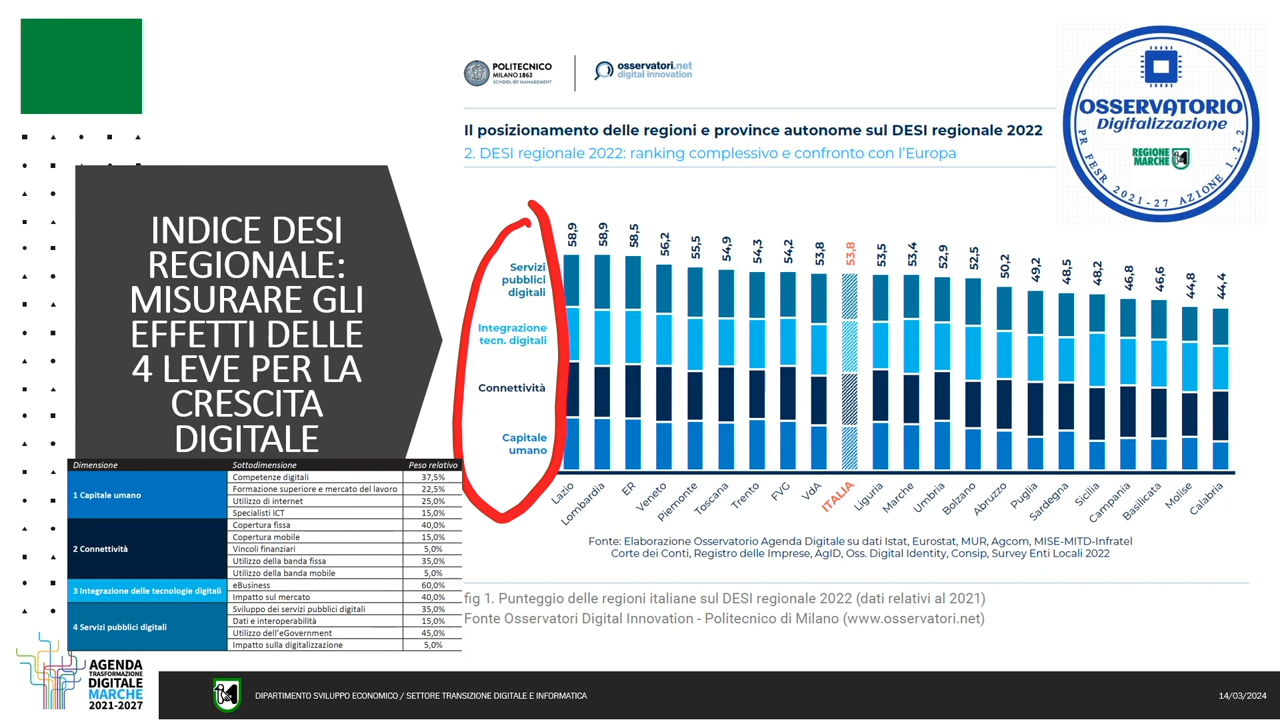 POLITECNICO
MILANO 1863
SCHOOL OF MANAGEMENT
osservatori.net
digital innovation
OSSERVATORIO
Digitalizzazione
REGIONE
MARCHE
PR FESR 2021-27 AZIONE 1.2.2
Il posizionamento delle regioni e province autonome sul DESI regionale 2022
2. DESI regionale 2022: ranking complessivo e confronto con l'Europa
INDICE DESI
REGIONALE:
MISURARE GLI
EFFETTI DELLE
4 LEVE PER LA
CRESCITA
DIGITALE
58,9 58,9 58,5 56,2 55,5 54,9 54,3 54,2 53,8 53,8 53,5 53,4 52,9 52,5 50,2 49,2 48,5 48,2 46,8 46,6 44,8 44,4
Servizi
pubblici
digitali
Integrazione
tecn. digitali
Connettività
Capitale
umano
Lazio Lombardia ER Veneto Piemonte Toscana Trento FVG VdA ITALIA Liguria Marche Umbria Bolzano Abruzzo Puglia Sardegna Sicilia Campania Basilicata Molise Calabria
Fonte: Elaborazione Osservatorio Agenda Digitale su dati Istat, Eurostat, MUR, Agcom, MISE-MITD-Infratel
Corte dei Conti, Registro delle Imprese, AgID, Oss. Digital Identity, Consip, Survey Enti Locali 2022
Dimensione Sottodimensione Peso relativo
1 Capitale umano
Competenze digitali 37,5%
Formazione superiore e mercato del lavoro 22,5%
Utilizzo di internet 25,0%
Specialisti ICT 15,0%
2 Connettività
Copertura fissa 40,0%
Copertura mobile 15,0%
Vincoli finanziari 5,0%
Utilizzo della banda fissa 35,0%
Utilizzo della banda mobile 5,0%
3 Integrazione delle tecnologie digitali
eBusiness 60,0%
Impatto sul mercato 40,0%
4 Servizi pubblici digitali
Sviluppo dei servizi pubblici digitali 35,0%
Dati e interoperabilità 15,0%
Utilizzo dell'eGovernment 45,0%
Impatto sulla digitalizzazione 5,0%
fig 1. Punteggio delle regioni italiane sul DESI regionale 2022 (dati relativi al 2021)
Fonte Osservatori Digital Innovation - Politecnico di Milano (www.osservatori.net)
AGENDA
TRASFORMAZIONE
DIGITALE
MARCHE
2021-2027
DIPARTIMENTO SVILUPPO ECONOMICO / SETTORE TRANSIZIONE DIGITALE E INFORMATICA
14/03/2024